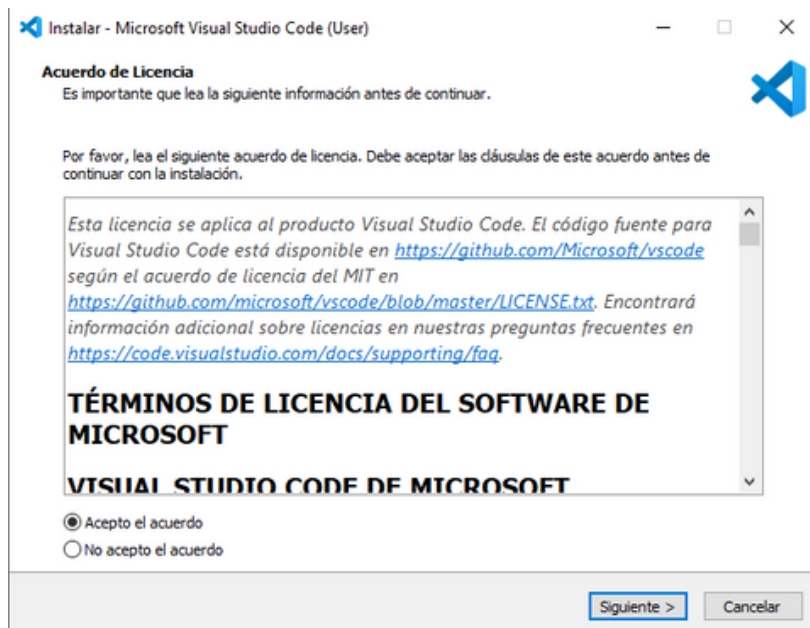 Instalar - Microsoft Visual Studio Code (User)
Acuerdo de Licencia
Es importante que lea la siguiente información antes de continuar.
Por favor, lea el siguiente acuerdo de licencia. Debe aceptar las cláusulas de este acuerdo antes de
continuar con la instalación.
Esta licencia se aplica al producto Visual Studio Code. El código fuente para
Visual Studio Code está disponible en https://github.com/Microsoft/vscode
según el acuerdo de licencia del MIT en
https://github.com/microsoft/vscode/blob/master/LICENSE.txt. Encontrará
información adicional sobre licencias en nuestras preguntas frecuentes en
https://code.visualstudio.com/docs/supporting/faq.
TÉRMINOS DE LICENCIA DEL SOFTWARE DE
MICROSOFT
VISUAL STUDIO CODE DE MICROSOFT
Acepto el acuerdo
No acepto el acuerdo
Siguiente > Cancelar